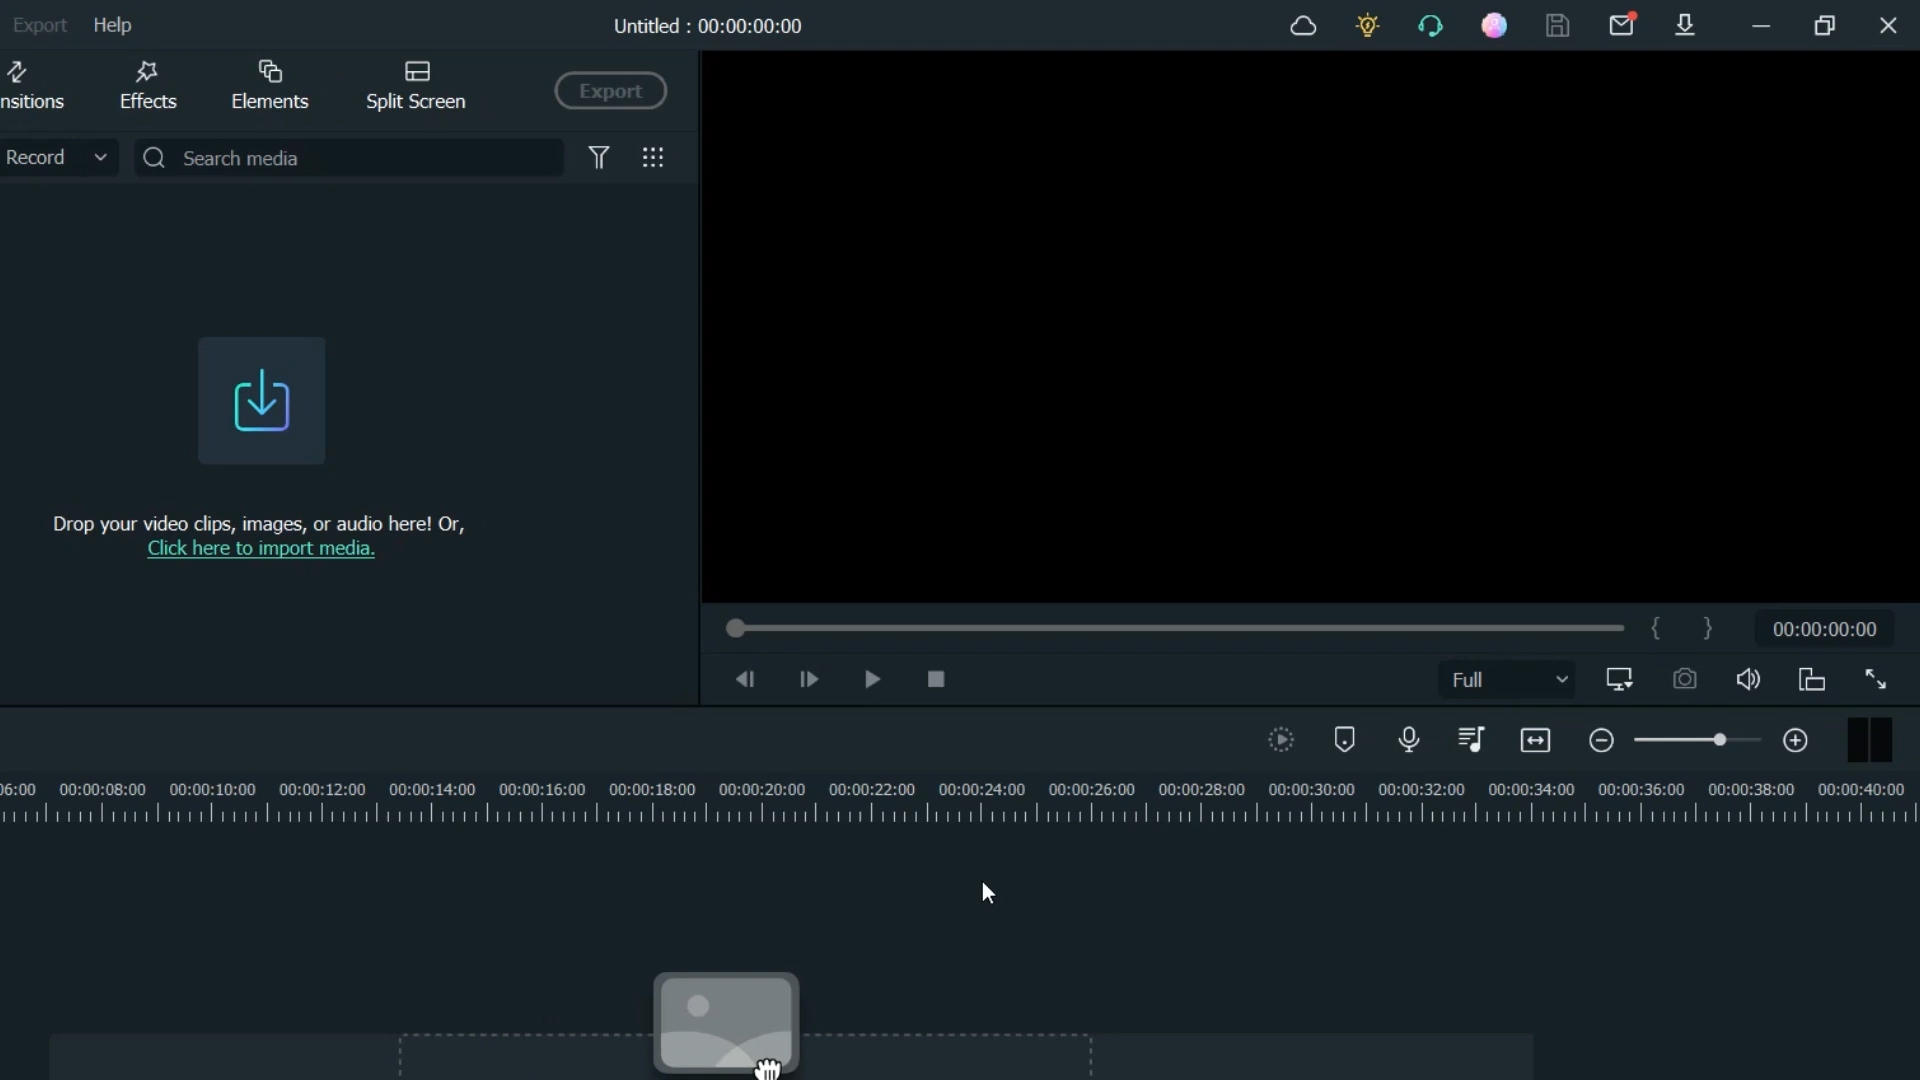 Export Help Untitled : 00:00:00:00
nsitions Effects Elements Split Screen Export
Record Search media
Drop your video clips, images, or audio here! Or,
Click here to import media.
00:00:00:00
Full
06:00 00:00:08:00 00:00:10:00 00:00:12:00 00:00:14:00 00:00:16:00 00:00:18:00 00:00:20:00 00:00:22:00 00:00:24:00 00:00:26:00 00:00:28:00 00:00:30:00 00:00:32:00 00:00:34:00 00:00:36:00 00:00:38:00 00:00:40:00